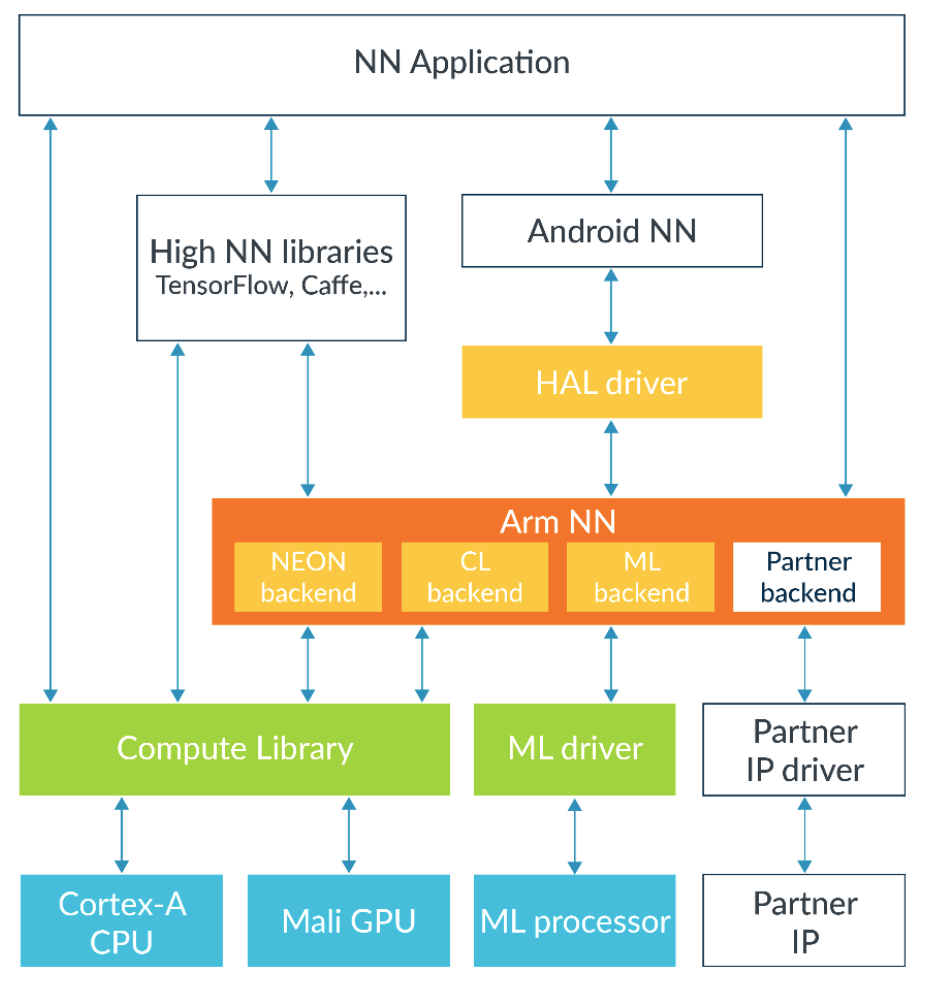 NN Application
High NN libraries
TensorFlow, Caffe,...
Android NN
HAL driver
Arm NN
NEON
backend
CL
backend
ML
backend
Partner
backend
Compute Library
ML driver
Partner
IP driver
Cortex-A
CPU
Mali GPU
ML processor
Partner
IP